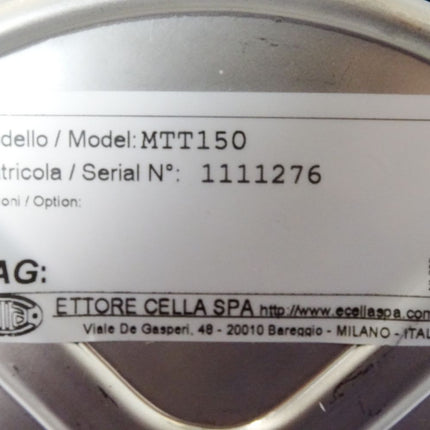 dello / Model: MTT150
tricola / Serial N°: 1111276
oni / Option:
AG:
ETTORE CELLA SPA http://www.ecellaspa.com
Viale De Gasperi, 48 - 20010 Bareggio - MILANO - ITAL